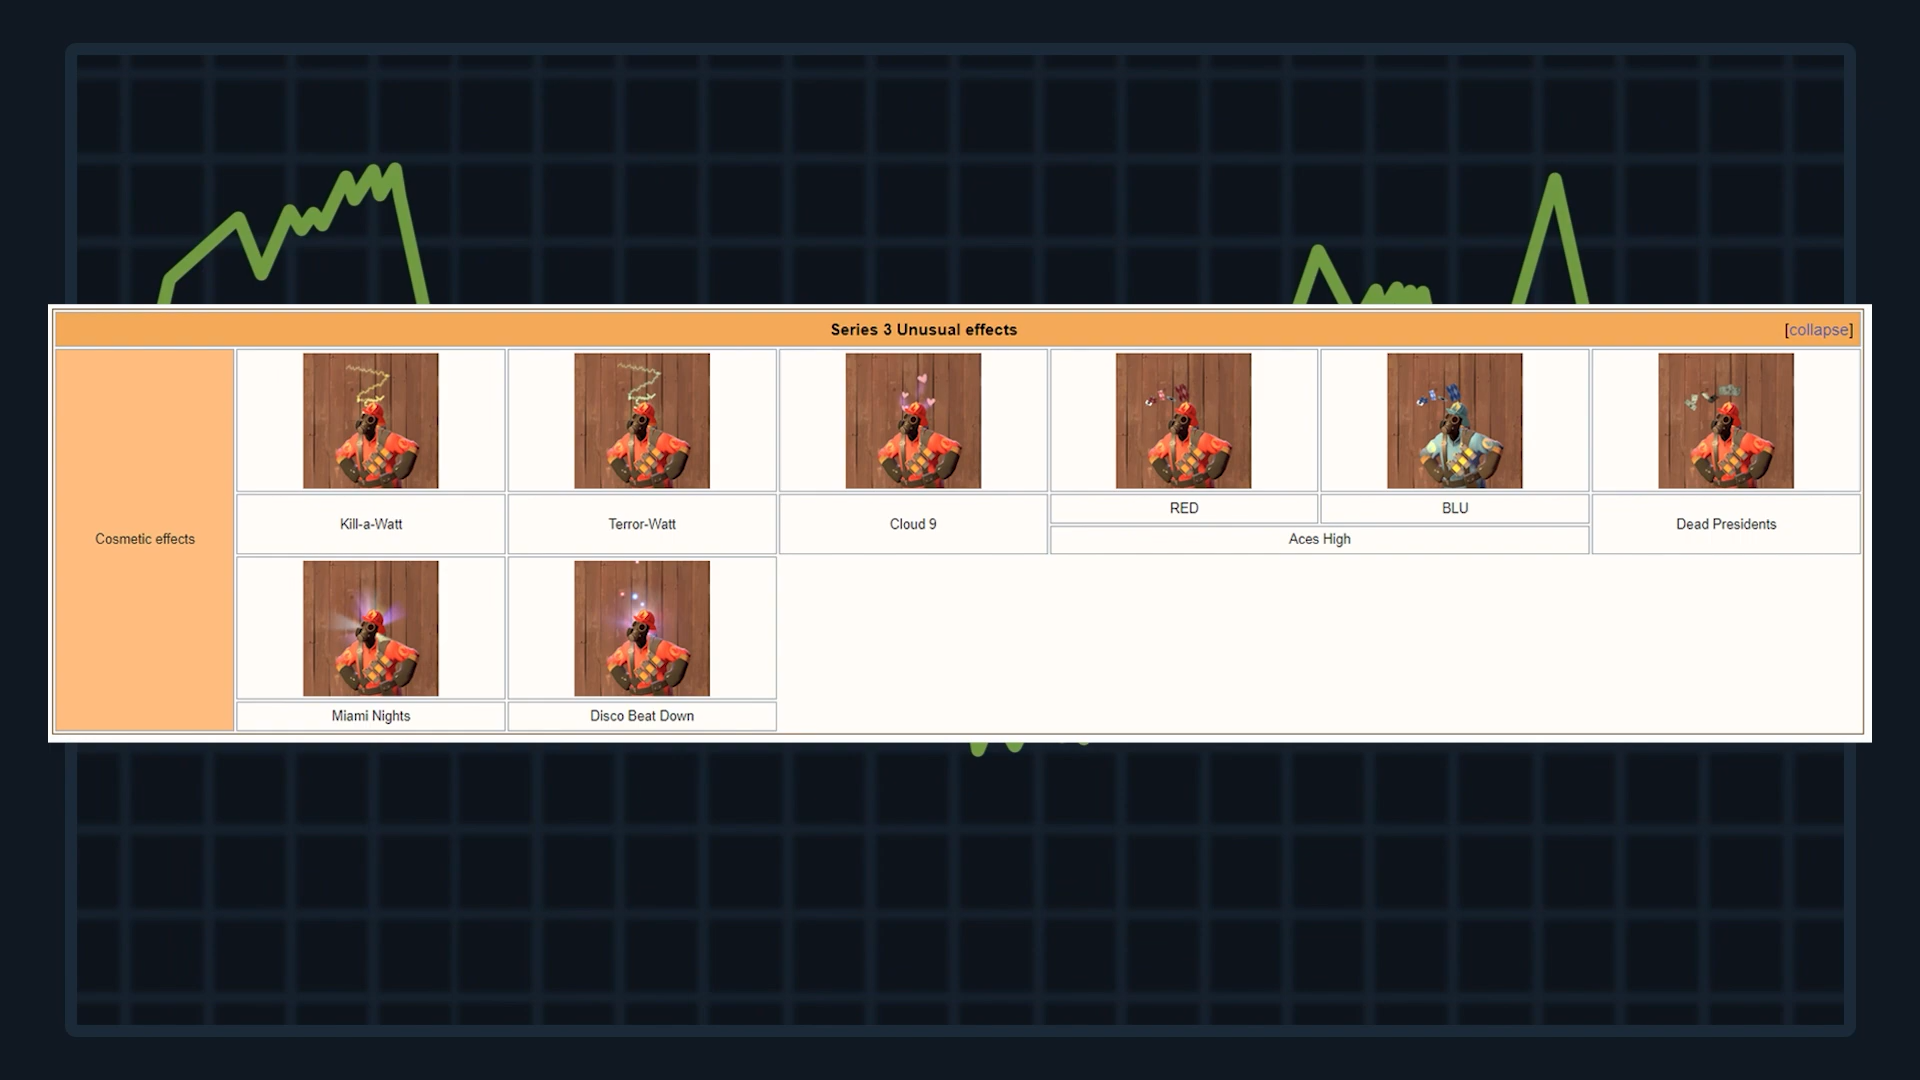 Series 3 Unusual effects
[collapse]
Cosmetic effects
Kill-a-Watt
Terror-Watt
Cloud 9
RED
BLU
Aces High
Dead Presidents
Miami Nights
Disco Beat Down